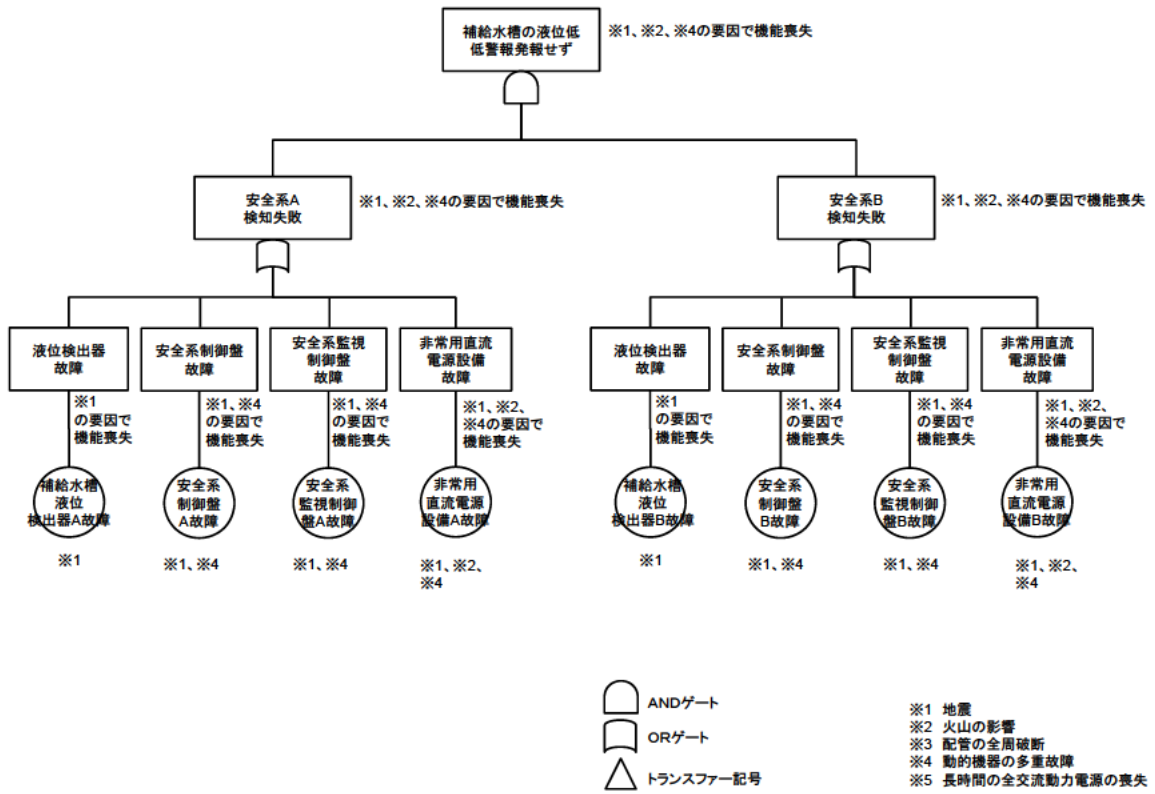 補給水槽の液位低
低警報発報せず
※1、※2、※4の要因で機能喪失
安全系A
検知失敗
※1、※2、※4の要因で機能喪失
安全系B
検知失敗
※1、※2、※4の要因で機能喪失
液位検出器
故障
安全系制御盤
故障
安全系監視
制御盤
故障
非常用直流
電源設備
故障
液位検出器
故障
安全系制御盤
故障
安全系監視
制御盤
故障
非常用直流
電源設備
故障
※1
の要因で
機能喪失
※1、※4
の要因で
機能喪失
※1、※4
の要因で
機能喪失
※1、※2、
※4の要因で
機能喪失
※1
の要因で
機能喪失
※1、※4
の要因で
機能喪失
※1、※4
の要因で
機能喪失
※1、※2、
※4の要因で
機能喪失
補給水槽
液位
検出器A故障
安全系
制御盤
A故障
安全系
監視制御
盤A故障
非常用
直流電源
設備A故障
補給水槽
液位
検出器B故障
安全系
制御盤
B故障
安全系
監視制御
盤B故障
非常用
直流電源
設備B故障
※1
※1、※4
※1、※4
※1、※2、
※4
※1
※1、※4
※1、※4
※1、※2、
※4
ANDゲート
ORゲート
トランスファー記号
※1 地震
※2 火山の影響
※3 配管の全周破断
※4 動的機器の多重故障
※5 長時間の全交流動力電源の喪失